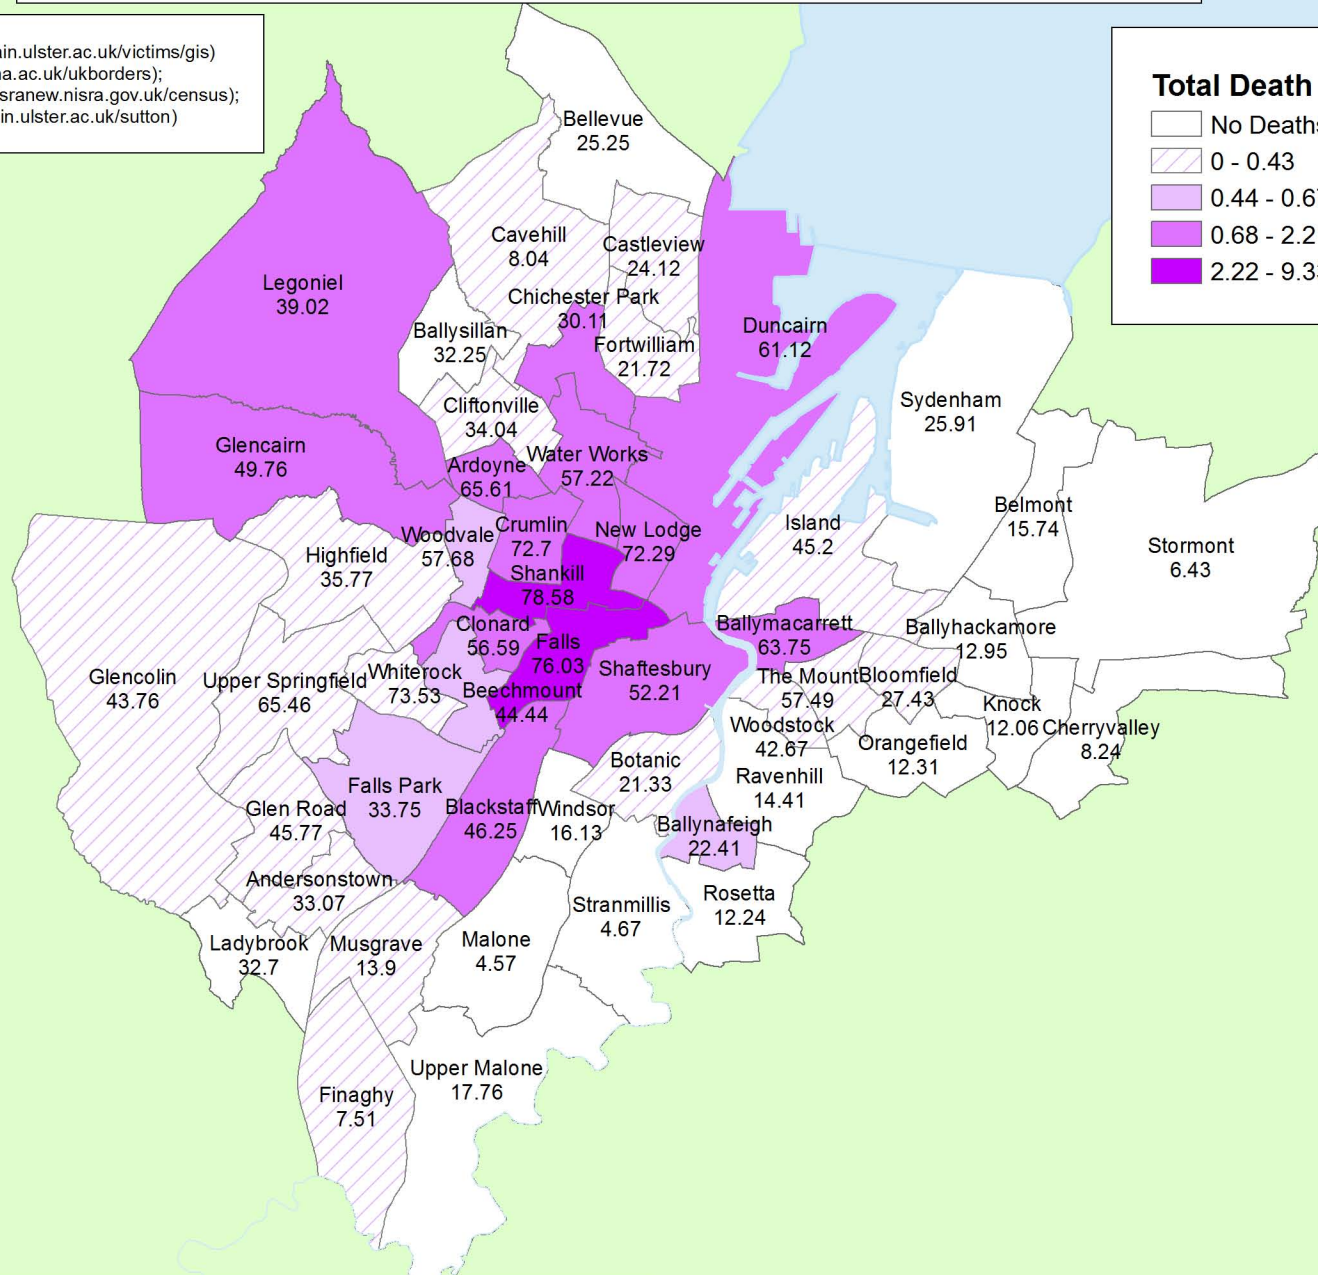 in.ulster.ac.uk/victims/gis)
a.ac.uk/ukborders);
sranew.nisra.gov.uk/census);
in.ulster.ac.uk/sutton)
Total Death
No Deaths
0 - 0.43
0.44 - 0.6
0.68 - 2.2
2.22 - 9.3
Bellevue
25.25
Cavehill
8.04
Castleview
24.12
Legoniel
39.02
Chichester Park
30.11
Ballysillan
32.25
Fortwilliam
21.72
Duncairn
61.12
Sydenham
25.91
Cliftonville
34.04
Glencairn
49.76
Ardoyne
65.61
Water Works
57.22
Belmont
15.74
Stormont
6.43
Island
45.2
Highfield
35.77
Woodvale
57.68
Crumlin
72.7
New Lodge
72.29
Shankill
78.58
Clonard
56.59
Falls
76.03
Ballymacarrett
63.75
Ballyhackamore
12.95
Glencolin
43.76
Upper Springfield
65.46
Whiterock
73.53
Beechmount
44.44
Shaftesbury
52.21
The Mount
57.49
Bloomfield
27.43
Knock
12.06
Cherryvalley
8.24
Woodstock
42.67
Orangefield
12.31
Botanic
21.33
Ravenhill
14.41
Falls Park
33.75
Glen Road
45.77
Blackstaff
46.25
Windsor
16.13
Ballynafeigh
22.41
Andersonstown
33.07
Rosetta
12.24
Stranmillis
4.67
Ladybrook
32.7
Musgrave
13.9
Malone
4.57
Upper Malone
17.76
Finaghy
7.51